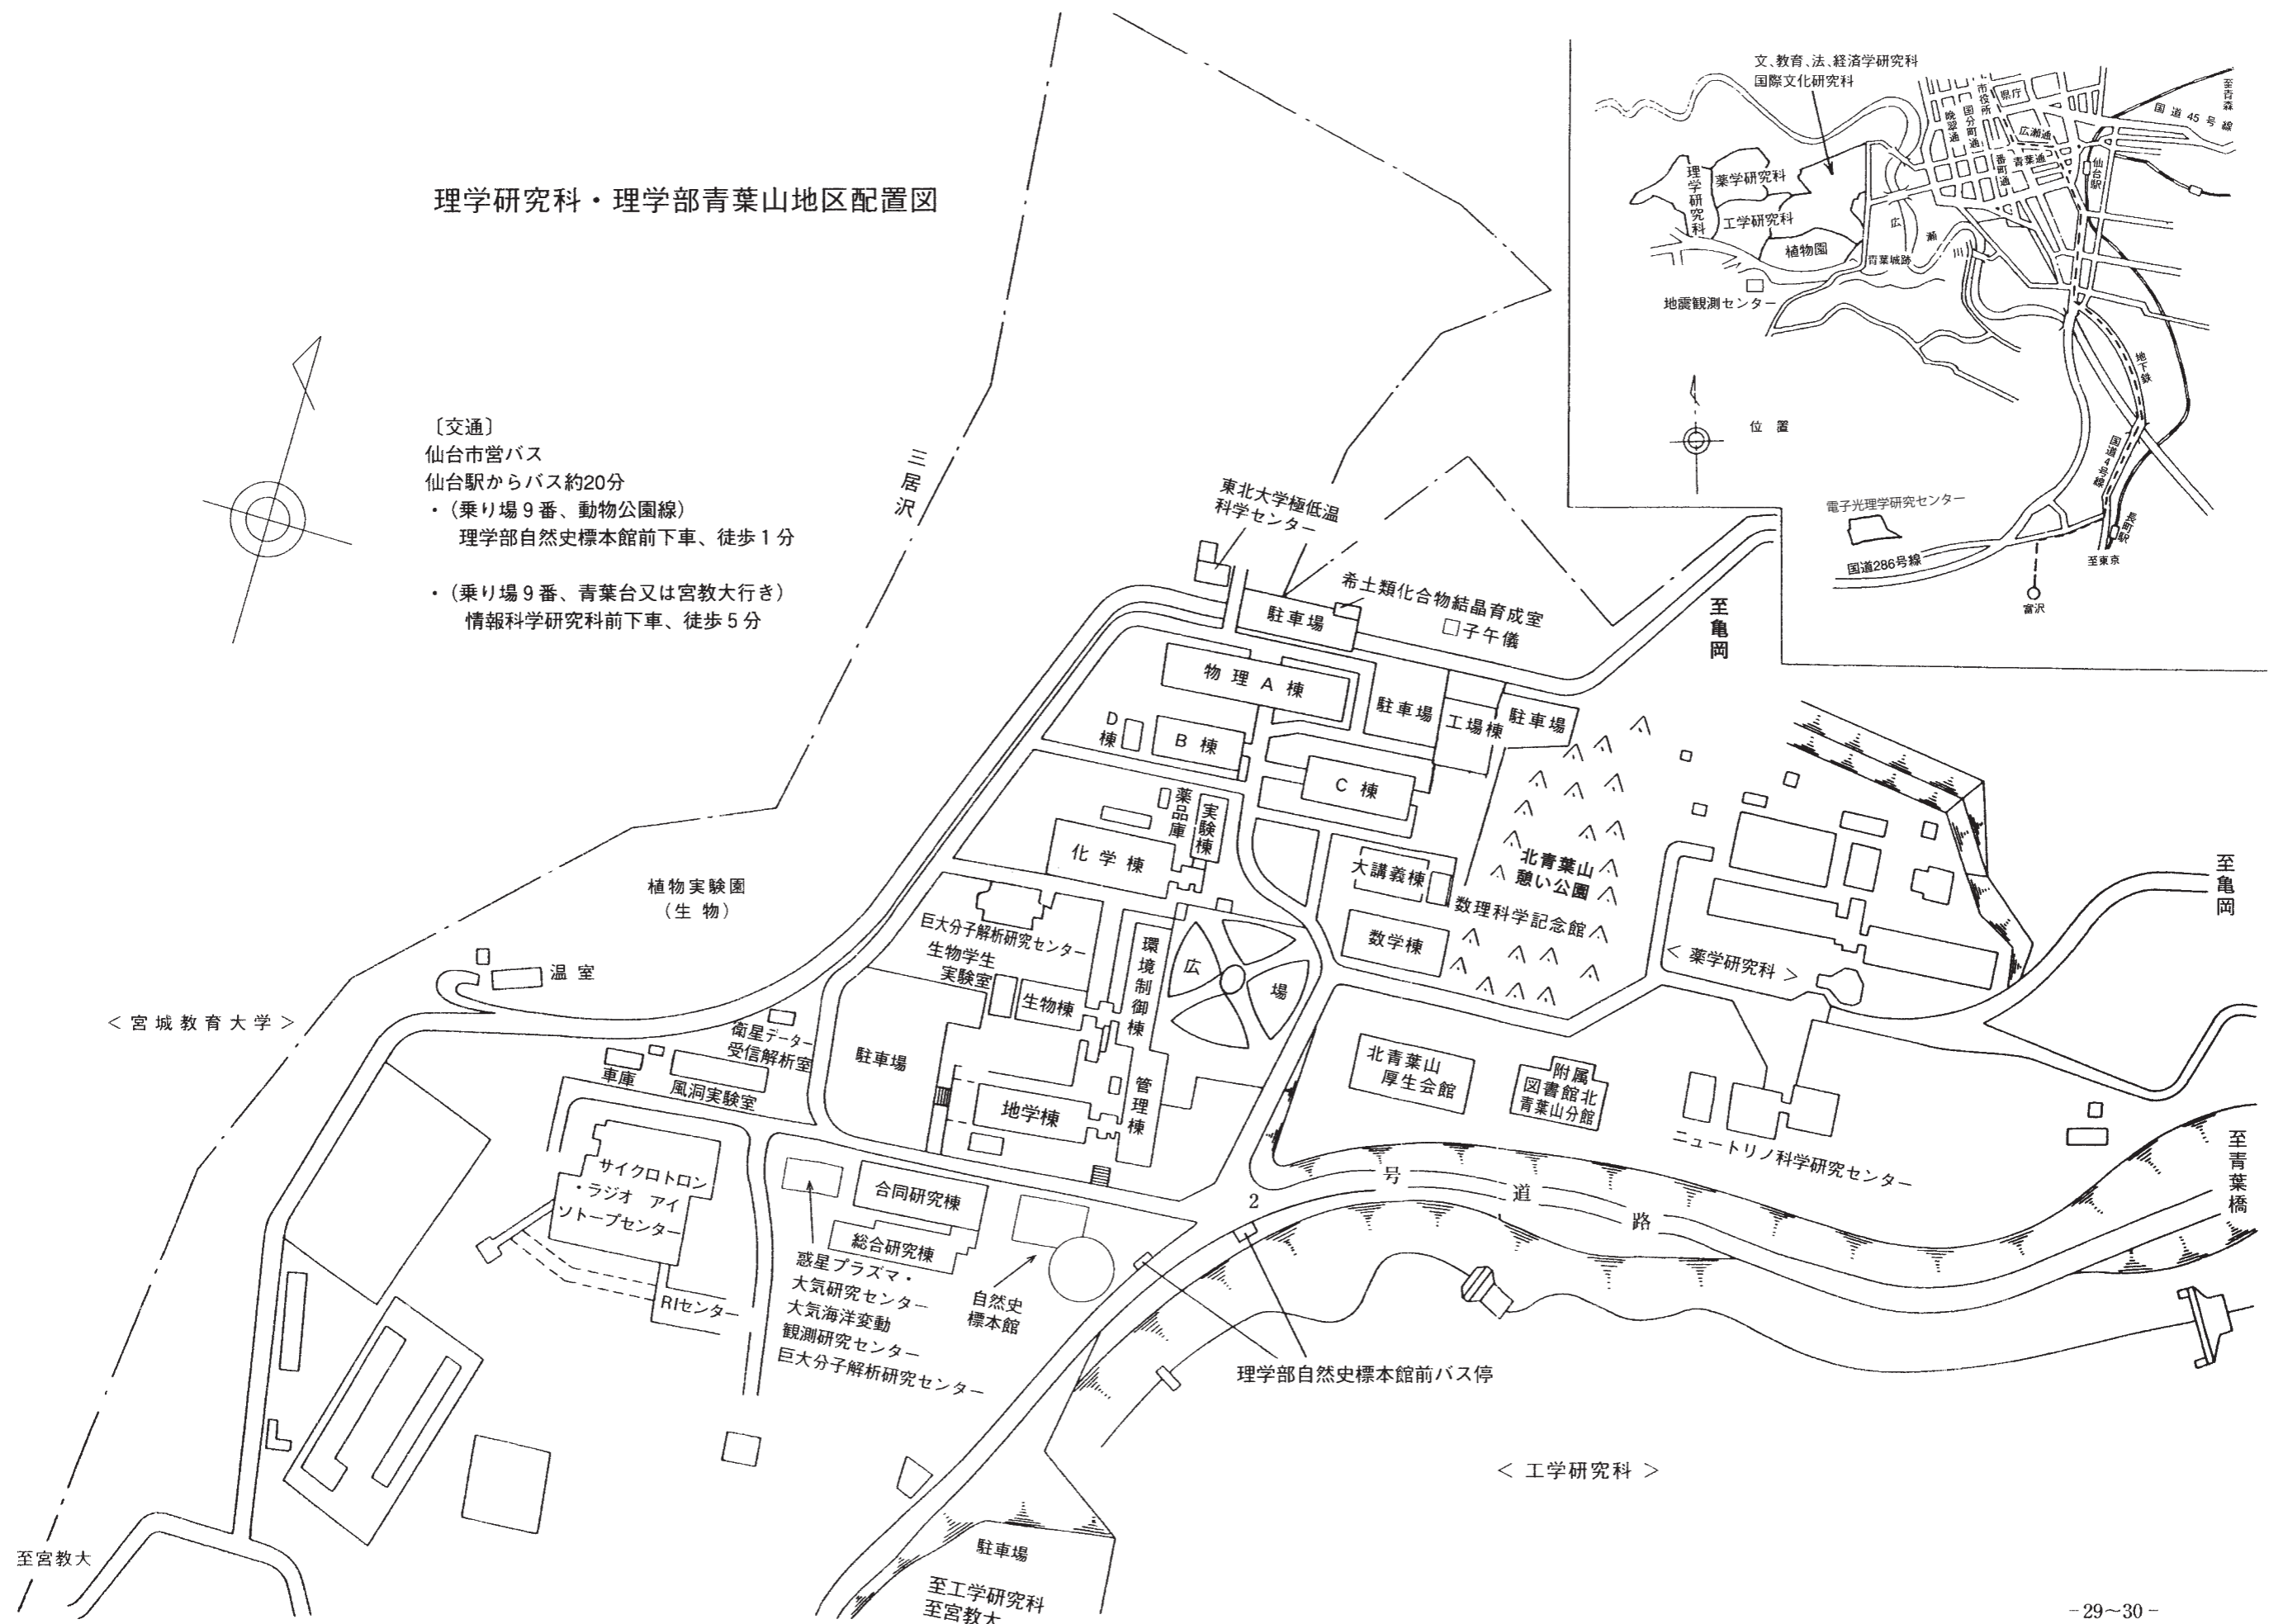 理学研究科・理学部青葉山地区配置図
〔交通〕
仙台市営バス
仙台駅からバス約20分
・（乗り場９番、動物公園線）
理学部自然史標本館前下車、徒歩１分
・（乗り場９番、青葉台又は宮教大行き）
情報科学研究科前下車、徒歩５分
文、教育、法、経済学研究科
国際文化研究科
市役所
県庁
国分町通
晩翠通
広瀬通
青葉通
番町通
仙台駅
至青森
国道45号線
理学研究科
薬学研究科
工学研究科
植物園
広瀬川
青葉城跡
地震観測センター
地下鉄
国道4号線
位置
電子光理学研究センター
国道286号線
長町駅
至東京
富沢
三居沢
東北大学極低温
科学センター
希土類化合物結晶育成室
子午儀
駐車場
至亀岡
物理A棟
駐車場
工場棟
駐車場
D棟
B棟
C棟
薬品庫
実験棟
化学棟
大講義棟
北青葉山
憩い公園
数理科学記念館
数学棟
＜薬学研究科＞
至亀岡
植物実験園
（生物）
温室
＜宮城教育大学＞
巨大分子解析研究センター
生物学生
実験室
生物棟
環境制御棟
広場
衛星データー
受信解析室
車庫
風洞実験室
駐車場
地学棟
管理棟
北青葉山
厚生会館
附属
図書館北
青葉山分館
ニュートリノ科学研究センター
至青葉橋
サイクロトロン
・ラジオ アイ
ソトープセンター
RIセンター
合同研究棟
総合研究棟
惑星プラズマ・
大気研究センター
大気海洋変動
観測研究センター
巨大分子解析研究センター
自然史
標本館
2号道路
理学部自然史標本館前バス停
＜工学研究科＞
駐車場
至工学研究科
至宮教大
至宮教大
-29～30-